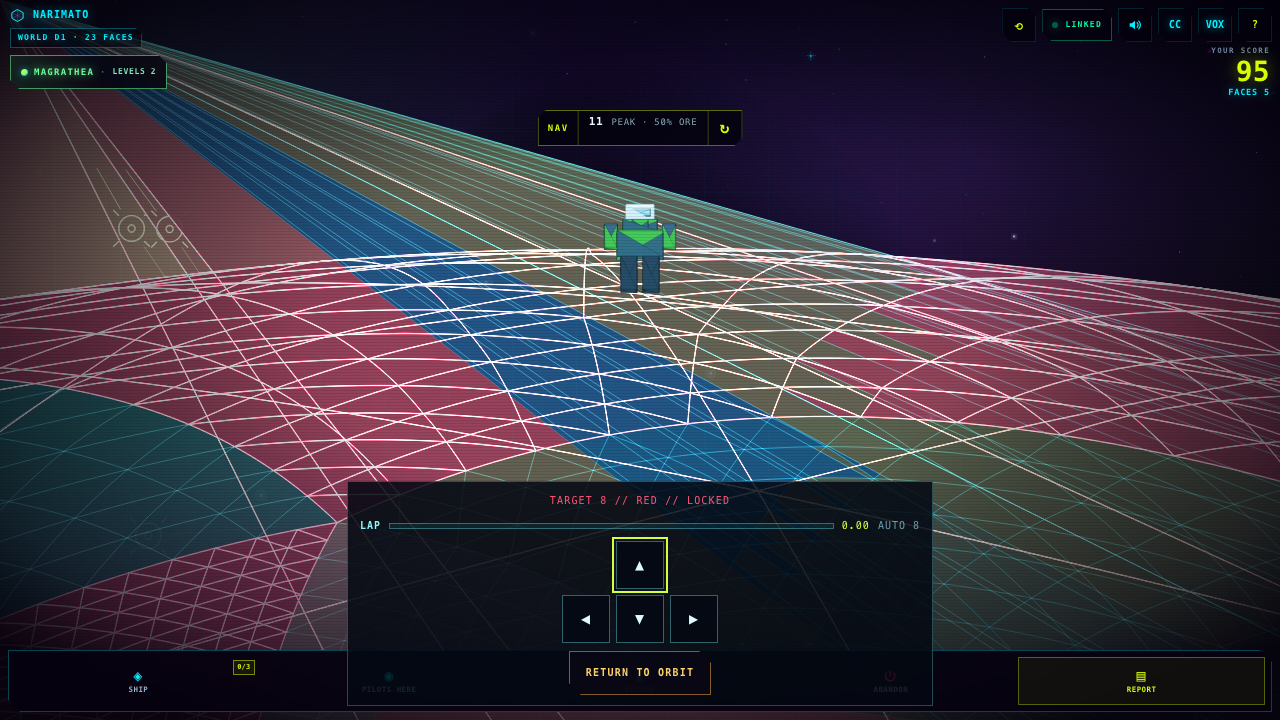 NARIMATO
WORLD D1 · 23 FACES
MAGRATHEA · LEVELS 2
LINKED
CC
VOX
?
YOUR SCORE
95
FACES 5
NAV
11 PEAK · 50% ORE
TARGET 8 // RED // LOCKED
LAP
0.00 AUTO 8
RETURN TO ORBIT
0/3
SHIP
PILOTS HERE
ABANDON
REPORT